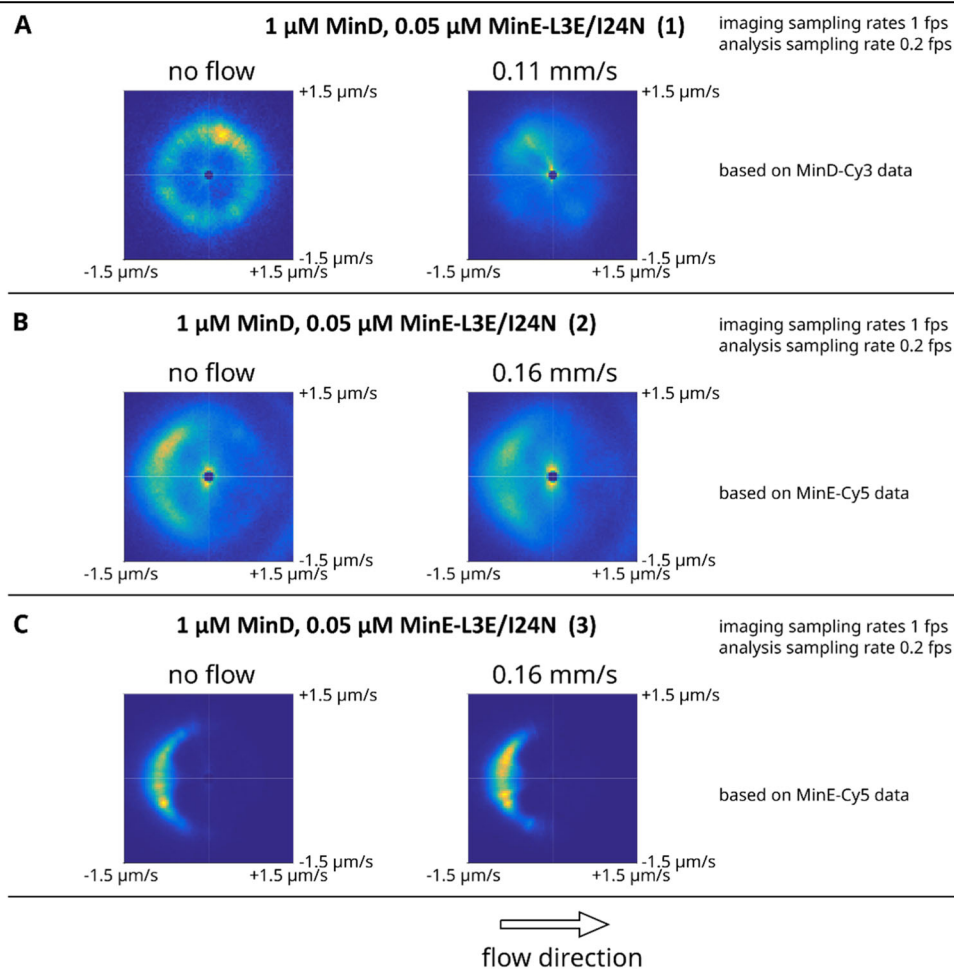 A
1 μM MinD, 0.05 μM MinE-L3E/I24N (1)
imaging sampling rates 1 fps
analysis sampling rate 0.2 fps
no flow
0.11 mm/s
+1.5 μm/s
+1.5 μm/s
based on MinD-Cy3 data
-1.5 μm/s
-1.5 μm/s
-1.5 μm/s
+1.5 μm/s
-1.5 μm/s
+1.5 μm/s
B
1 μM MinD, 0.05 μM MinE-L3E/I24N (2)
imaging sampling rates 1 fps
analysis sampling rate 0.2 fps
no flow
0.16 mm/s
+1.5 μm/s
+1.5 μm/s
based on MinE-Cy5 data
-1.5 μm/s
-1.5 μm/s
-1.5 μm/s
+1.5 μm/s
-1.5 μm/s
+1.5 μm/s
C
1 μM MinD, 0.05 μM MinE-L3E/I24N (3)
imaging sampling rates 1 fps
analysis sampling rate 0.2 fps
no flow
0.16 mm/s
+1.5 μm/s
+1.5 μm/s
based on MinE-Cy5 data
-1.5 μm/s
-1.5 μm/s
-1.5 μm/s
+1.5 μm/s
-1.5 μm/s
+1.5 μm/s
flow direction